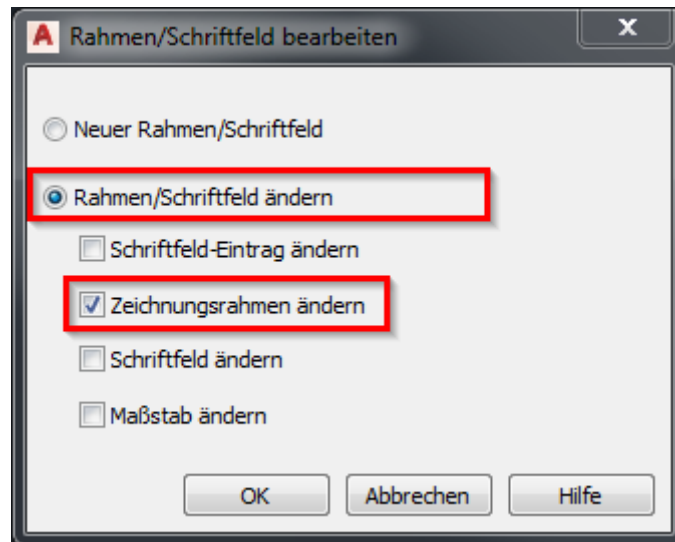 Rahmen/Schriftfeld bearbeiten
Neuer Rahmen/Schriftfeld
Rahmen/Schriftfeld ändern
Schriftfeld-Eintrag ändern
Zeichnungsrahmen ändern
Schriftfeld ändern
Maßstab ändern
OK Abbrechen Hilfe